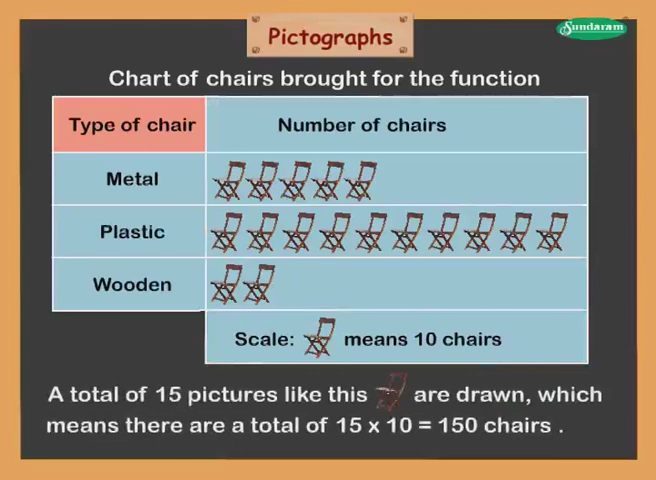 Sundaram
Pictographs
Chart of chairs brought for the function
Type of chair
Number of chairs
Metal
Plastic
Wooden
Scale: means 10 chairs
A total of 15 pictures like this are drawn, which
means there are a total of 15 x 10 = 150 chairs .